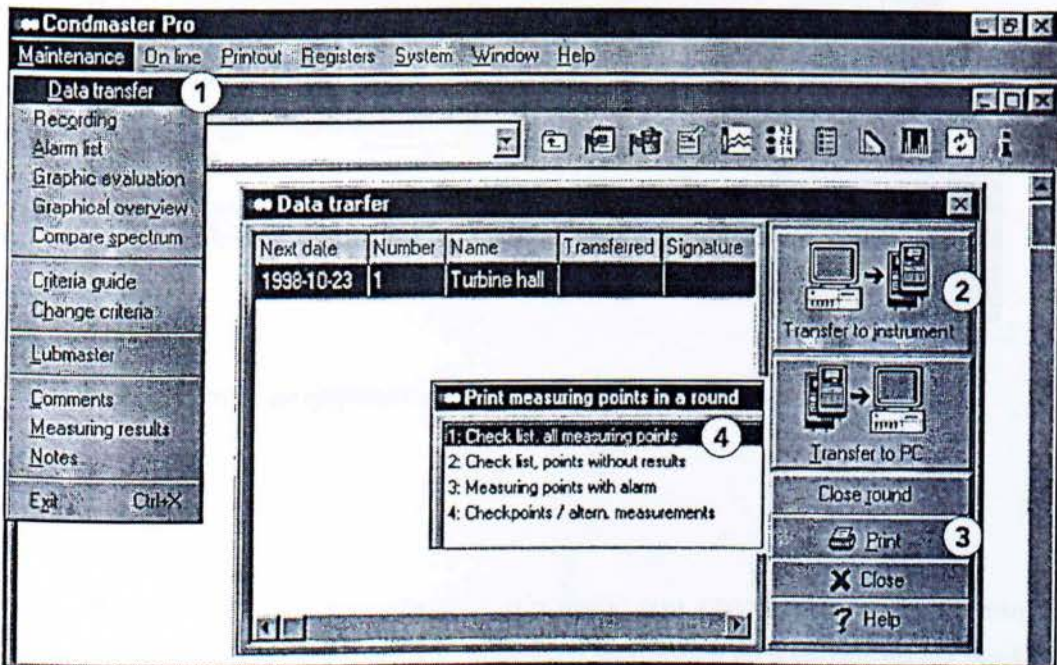 Condmaster Pro
Maintenance On line Printout Registers System Window Help
Data transfer 1
Recording
Alarm list
Graphic evaluation
Graphical overview
Compare spectrum
Criteria guide
Change criteria
Lubmaster
Comments
Measuring results
Notes
Exit Ctrl+X
Data trarfer
Next date Number Name Transferred Signature
1998-10-23 1 Turbine hall
Transfer to instrument 2
Transfer to PC
Close round
Print 3
Close
? Help
Print measuring points in a round
1: Check list, all measuring points 4
2: Check list, points without results
3: Measuring points with alarm
4: Checkpoints / altern. measurements